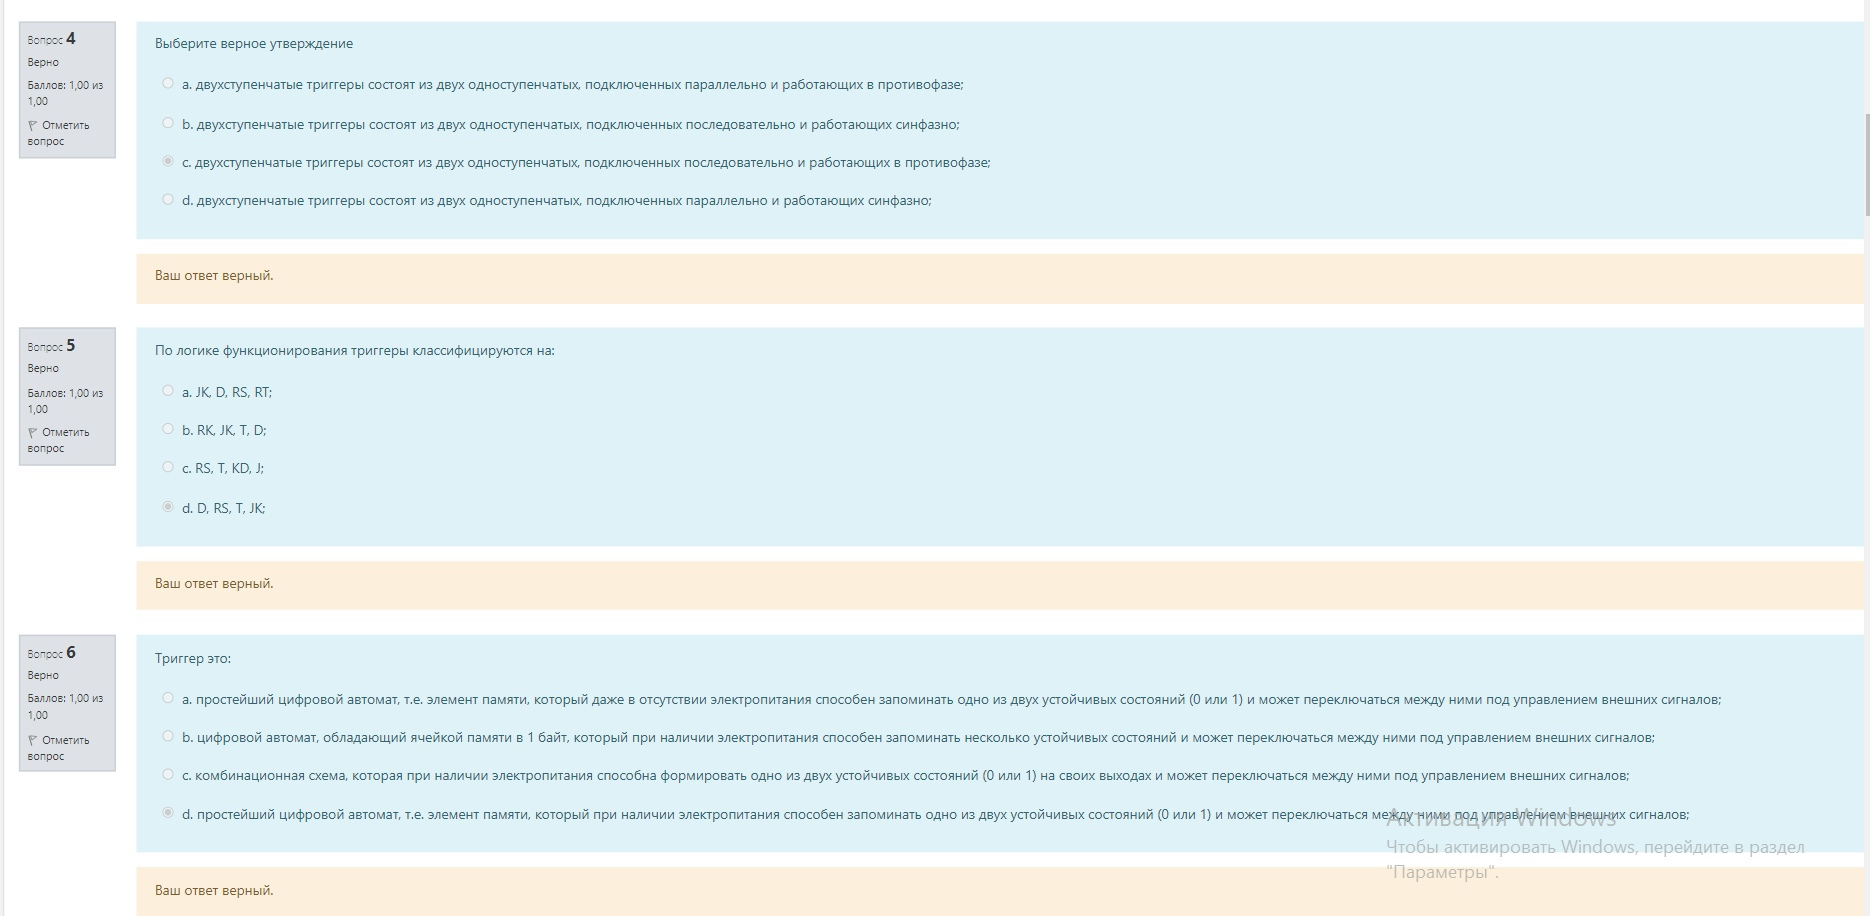 Вопрос 4
Верно
Баллов: 1,00 из
1,00
Отметить
вопрос
Выберите верное утверждение
a. двухступенчатые триггеры состоят из двух одноступенчатых, подключенных параллельно и работающих в противофазе;
b. двухступенчатые триггеры состоят из двух одноступенчатых, подключенных последовательно и работающих синфазно;
c. двухступенчатые триггеры состоят из двух одноступенчатых, подключенных последовательно и работающих в противофазе;
d. двухступенчатые триггеры состоят из двух одноступенчатых, подключенных параллельно и работающих синфазно;
Ваш ответ верный.
Вопрос 5
Верно
Баллов: 1,00 из
1,00
Отметить
вопрос
По логике функционирования триггеры классифицируются на:
a. JK, D, RS, RT;
b. RK, JK, T, D;
c. RS, T, KD, J;
d. D, RS, T, JK;
Ваш ответ верный.
Вопрос 6
Верно
Баллов: 1,00 из
1,00
Отметить
вопрос
Триггер это:
a. простейший цифровой автомат, т.е. элемент памяти, который даже в отсутствии электропитания способен запоминать одно из двух устойчивых состояний (0 или 1) и может переключаться между ними под управлением внешних сигналов;
b. цифровой автомат, обладающий ячейкой памяти в 1 байт, который при наличии электропитания способен запоминать несколько устойчивых состояний и может переключаться между ними под управлением внешних сигналов;
c. комбинационная схема, которая при наличии электропитания способна формировать одно из двух устойчивых состояний (0 или 1) на своих выходах и может переключаться между ними под управлением внешних сигналов;
d. простейший цифровой автомат, т.е. элемент памяти, который при наличии электропитания способен запоминать одно из двух устойчивых состояний (0 или 1) и может переключаться между ними под управлением внешних сигналов;
Ваш ответ верный.
Активация Windows
Чтобы активировать Windows, перейдите в раздел
"Параметры".